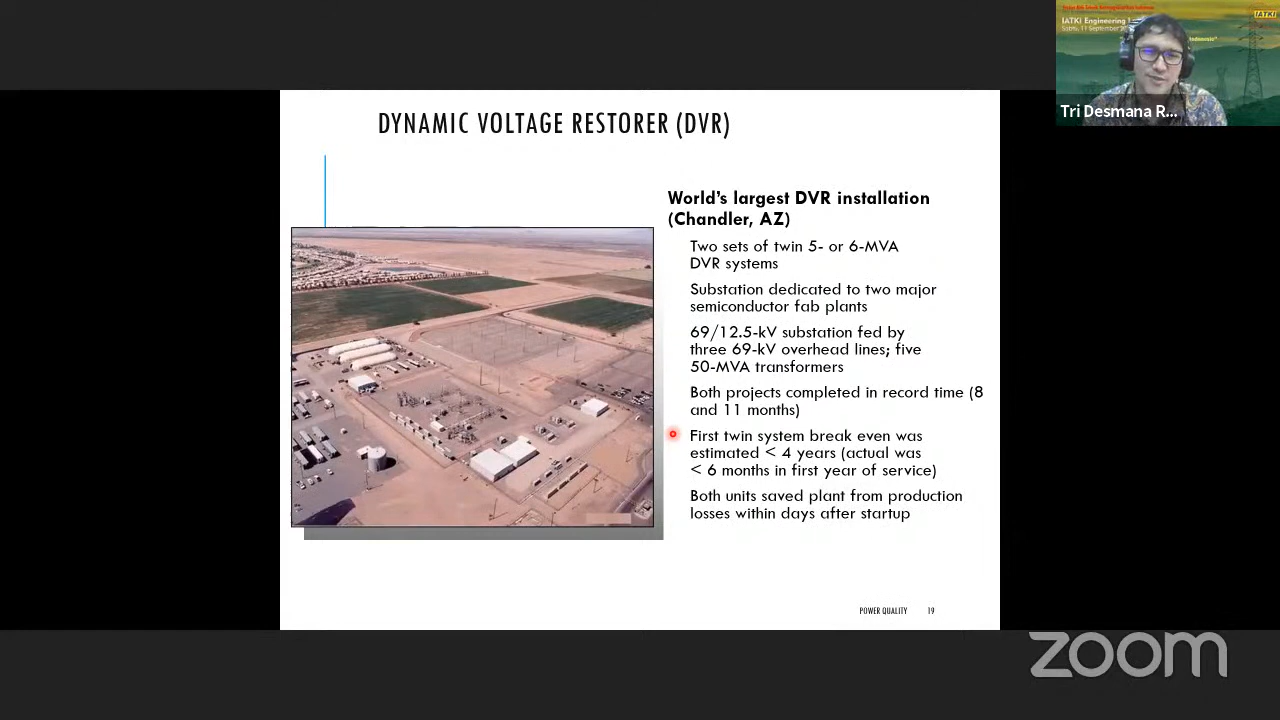 IATKI Engineering
IATKI
Tri Desmana R...
DYNAMIC VOLTAGE RESTORER (DVR)
World's largest DVR installation
(Chandler, AZ)
Two sets of twin 5- or 6-MVA
DVR systems
Substation dedicated to two major
semiconductor fab plants
69/12.5-kV substation fed by
three 69-kV overhead lines; five
50-MVA transformers
Both projects completed in record time (8
and 11 months)
First twin system break even was
estimated < 4 years (actual was
< 6 months in first year of service)
Both units saved plant from production
losses within days after startup
POWER QUALITY 19
zoom